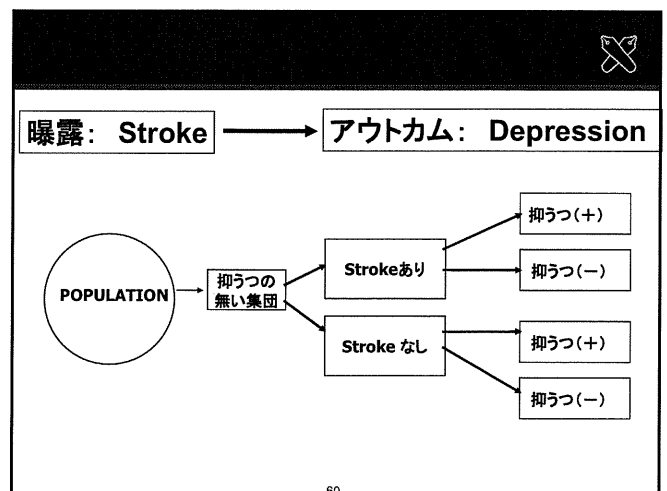 曝露： Stroke
アウトカム： Depression
POPULATION
抑うつの
無い集団
Strokeあり
Stroke なし
抑うつ(＋)
抑うつ(－)
抑うつ(＋)
抑うつ(－)
60